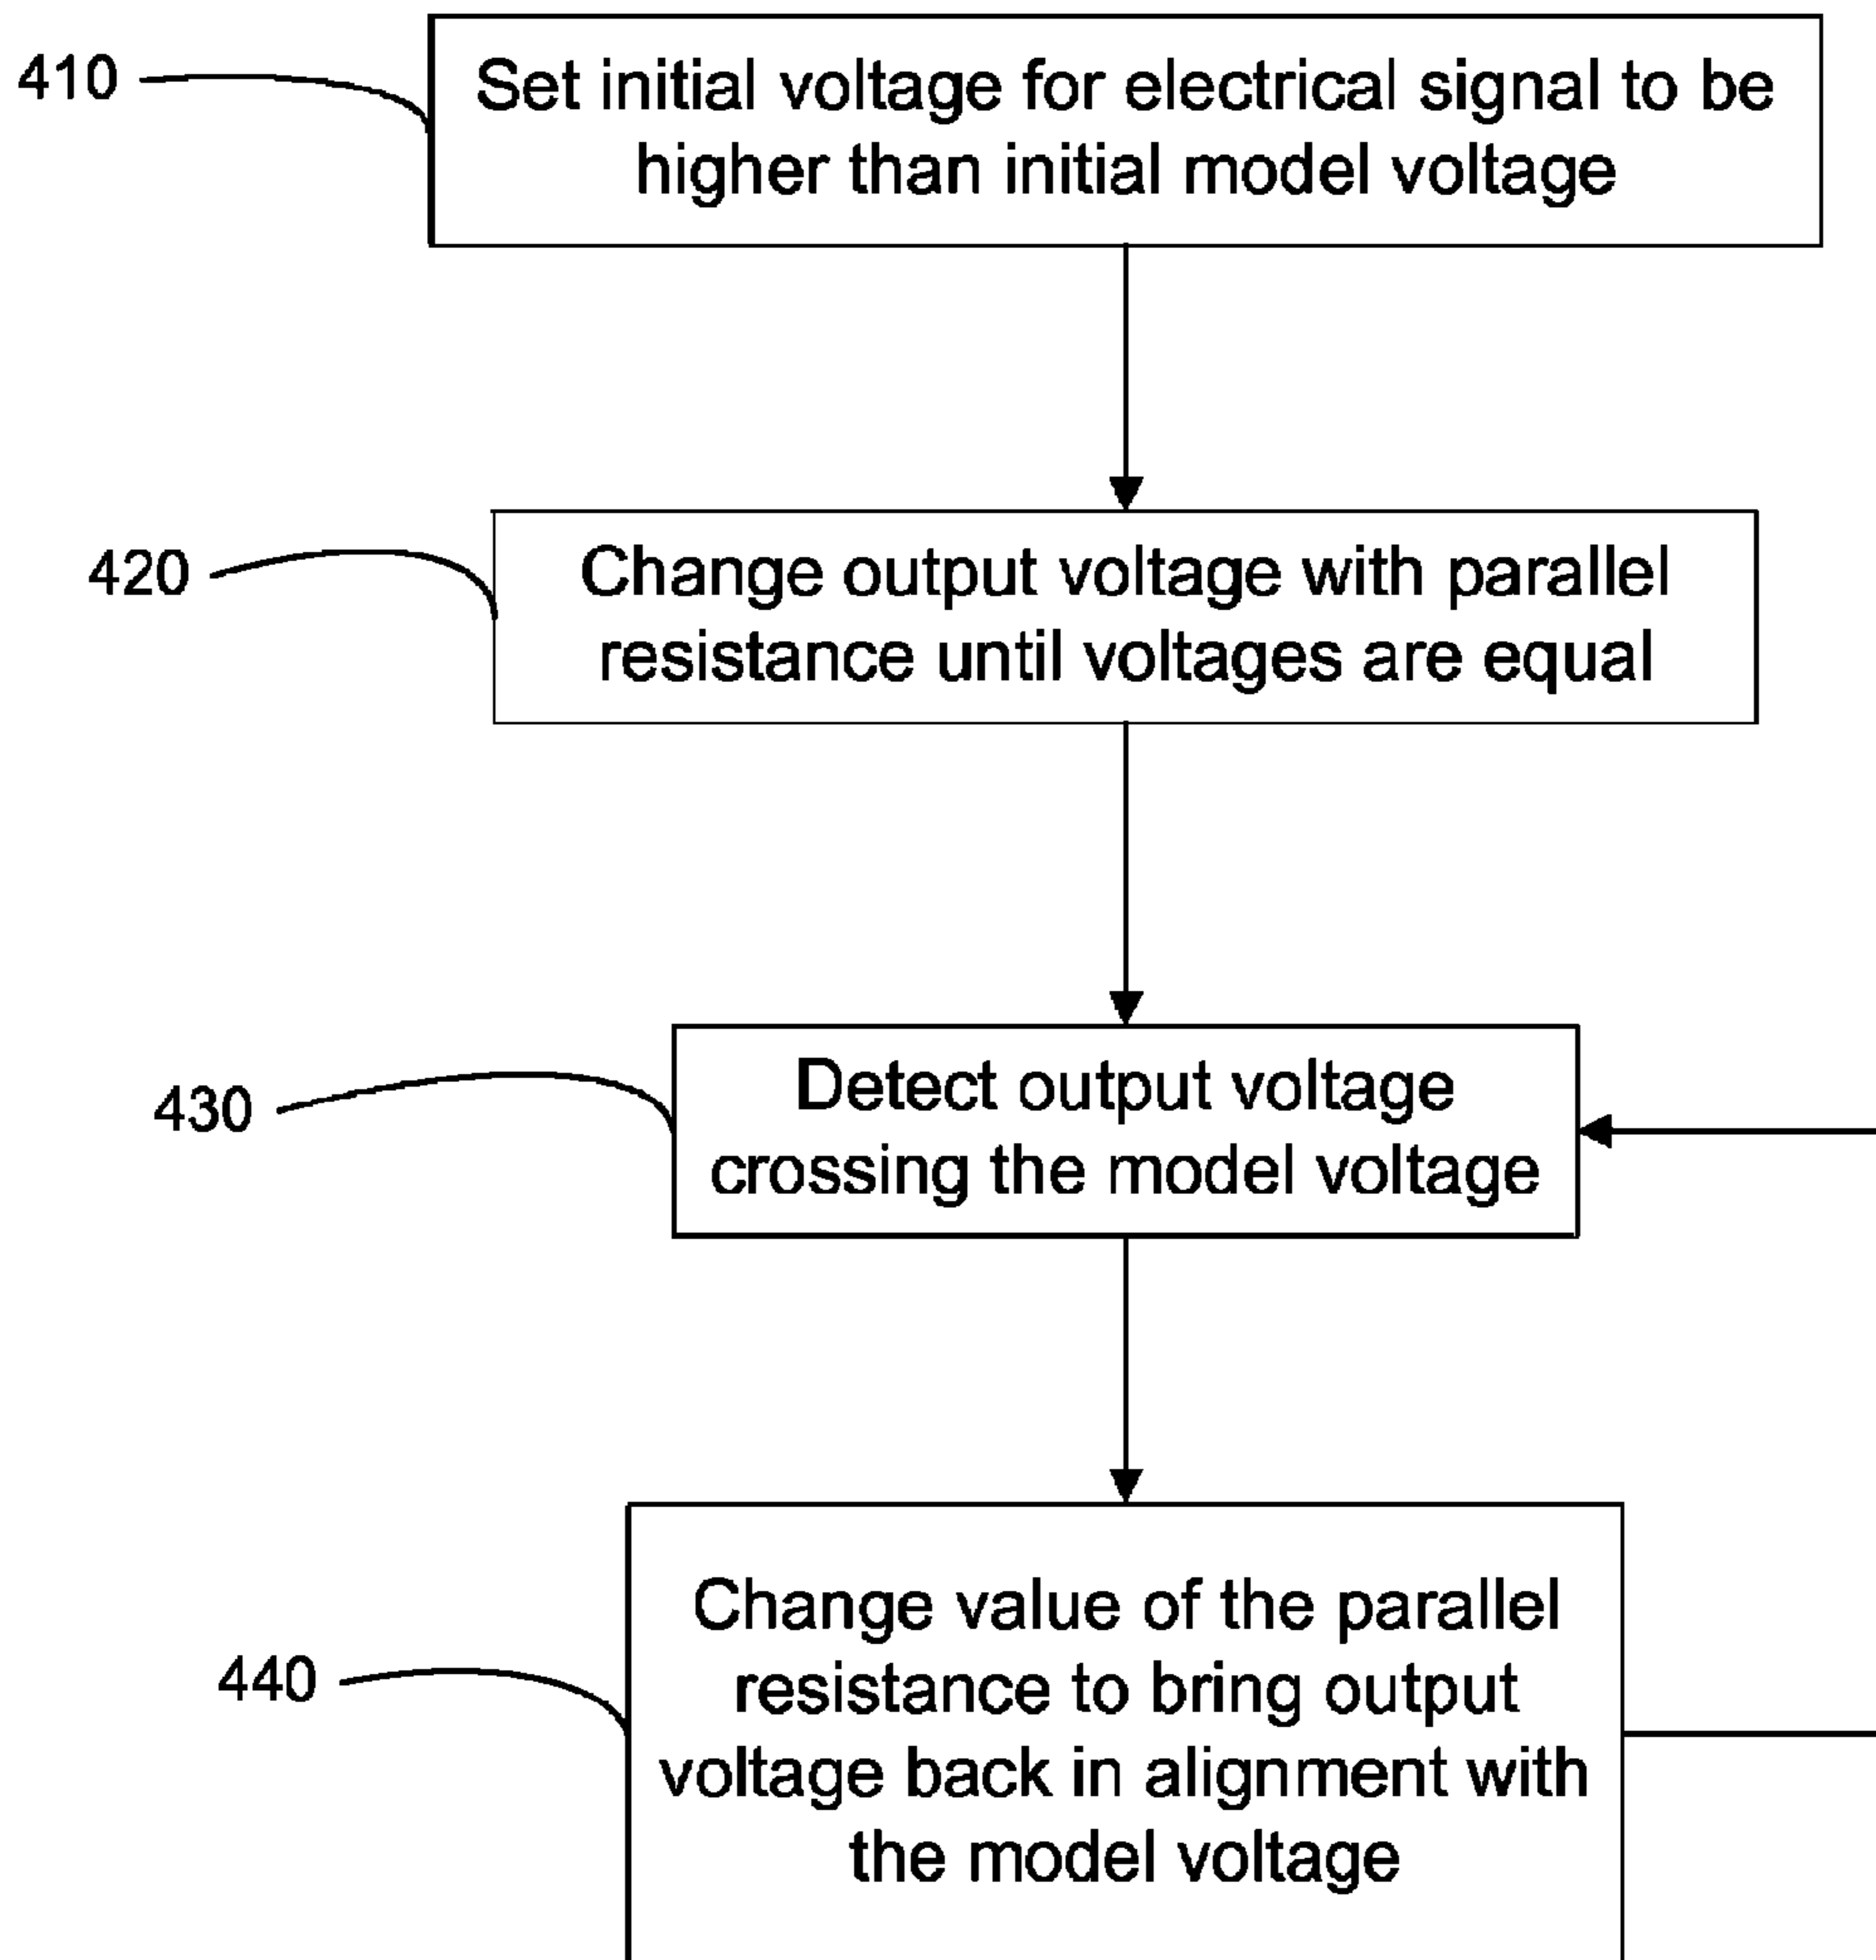 410
Set initial voltage for electrical signal to be
higher than initial model voltage
420
Change output voltage with parallel
resistance until voltages are equal
430
Detect output voltage
crossing the model voltage
440
Change value of the parallel
resistance to bring output
voltage back in alignment with
the model voltage